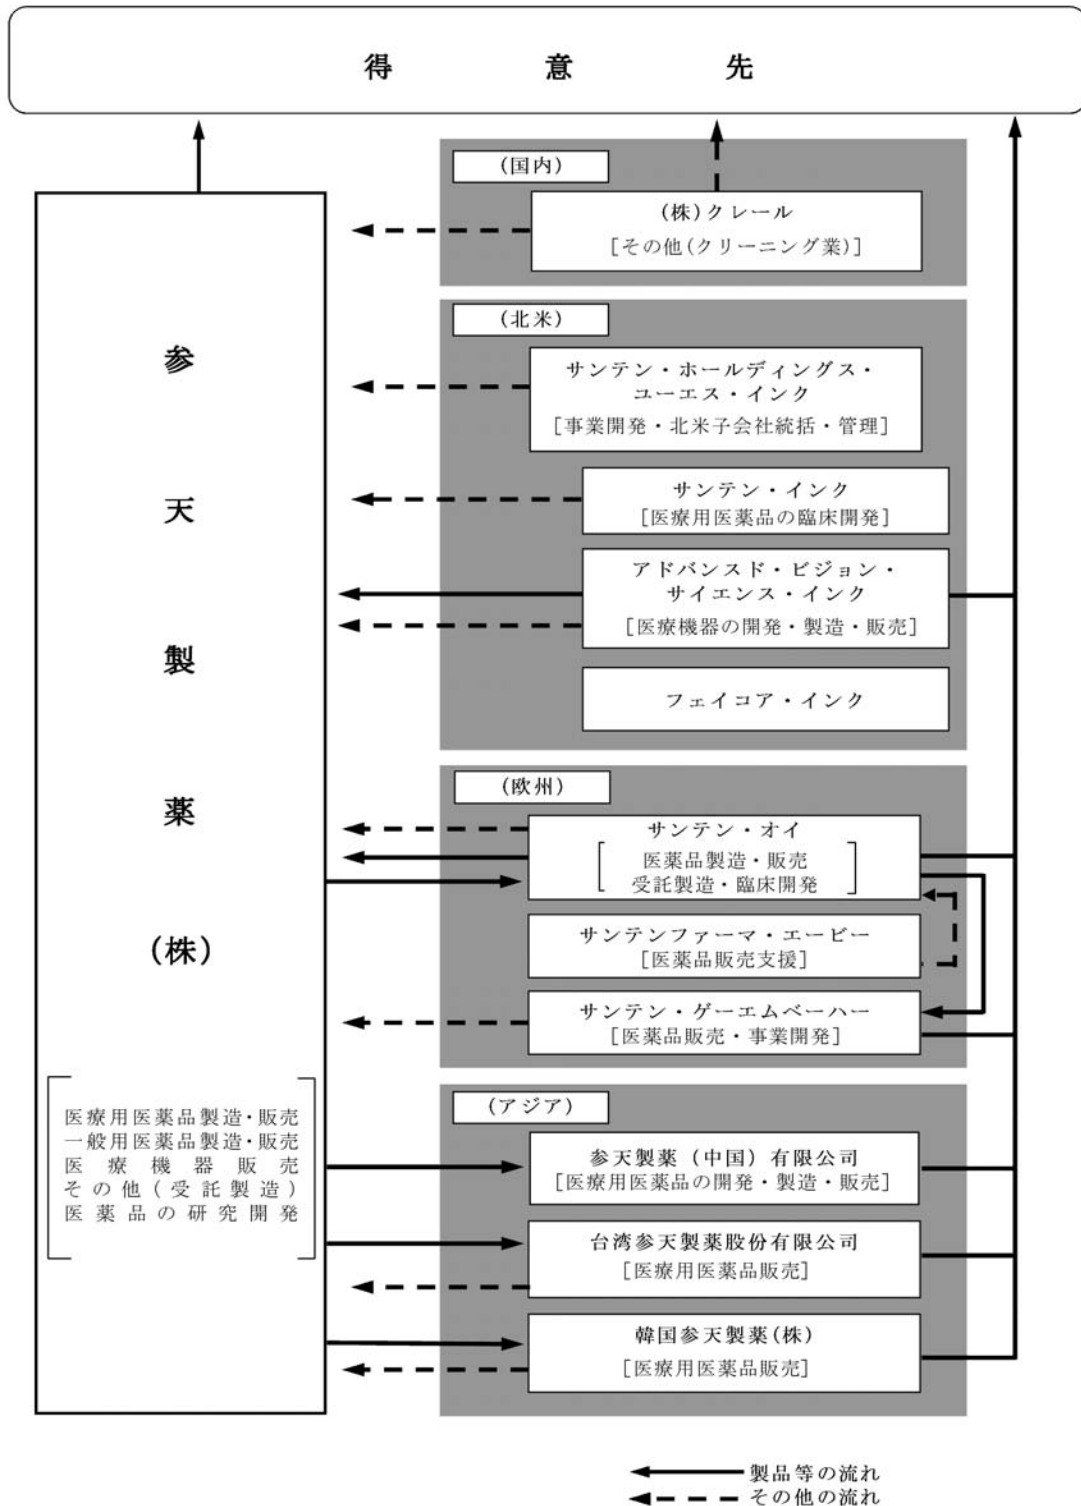 得意先
(国内)
(株)クレール
[その他(クリーニング業)]
(北米)
サンテン・ホールディングス・
ユーエス・インク
[事業開発・北米子会社統括・管理]
サンテン・インク
[医療用医薬品の臨床開発]
アドバンスド・ビジョン・
サイエンス・インク
[医療機器の開発・製造・販売]
フェイコア・インク
(欧州)
サンテン・オイ
医薬品製造・販売
受託製造・臨床開発
サンテンファーマ・エービー
[医薬品販売支援]
サンテン・ゲーエムベーハー
[医薬品販売・事業開発]
(アジア)
参天製薬(中国)有限公司
[医療用医薬品の開発・製造・販売]
台湾参天製薬股份有限公司
[医療用医薬品販売]
韓国参天製薬(株)
[医療用医薬品販売]
参天製薬(株)
医療用医薬品製造・販売
一般用医薬品製造・販売
医療機器販売
その他(受託製造)
医薬品の研究開発
製品等の流れ
その他の流れ